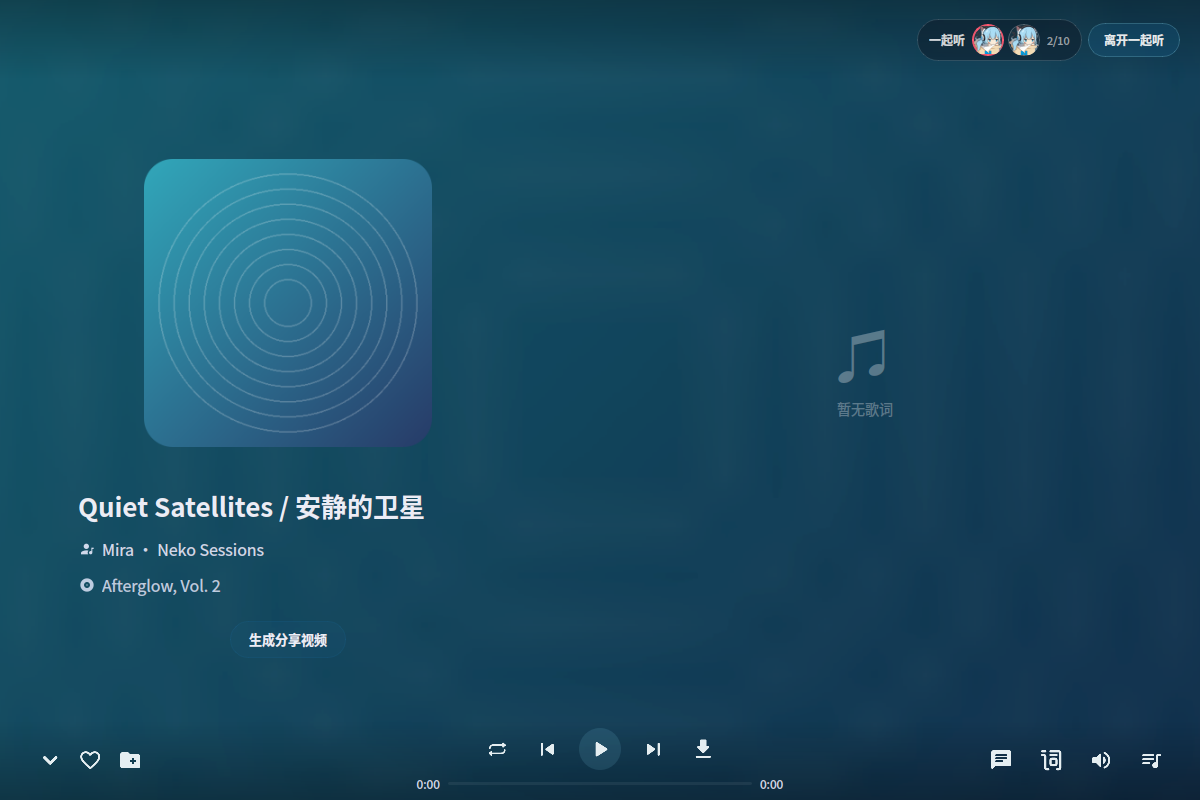 一起听 2/10 离开一起听
暂无歌词
Quiet Satellites / 安静的卫星
Mira • Neko Sessions
Afterglow, Vol. 2
生成分享视频
0:00 0:00